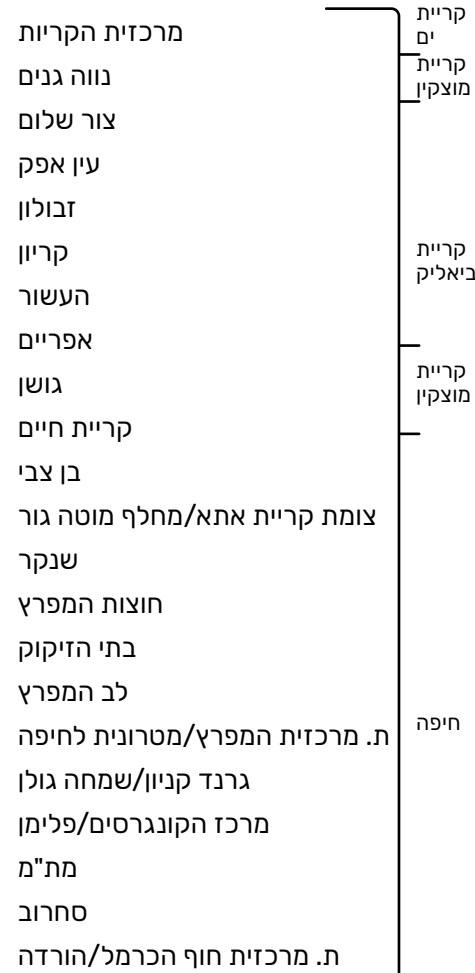 מרכזית הקריות
נווה גנים
צור שלום
עין אפק
זבולון
קריון
העשור
אפריים
גושן
קריית חיים
בן צבי
צומת קריית אתא/מחלף מוטה גור
שנקר
חוצות המפרץ
בתי הזיקוק
לב המפרץ
ת. מרכזית המפרץ/מטרונית לחיפה
גרנד קניון/שמחה גולן
מרכז הקונגרסים/פלימן
מת"מ
סחרוב
ת. מרכזית חוף הכרמל/הורדה
קריית
ים
קריית
מוצקין
קריית
ביאליק
קריית
מוצקין
חיפה